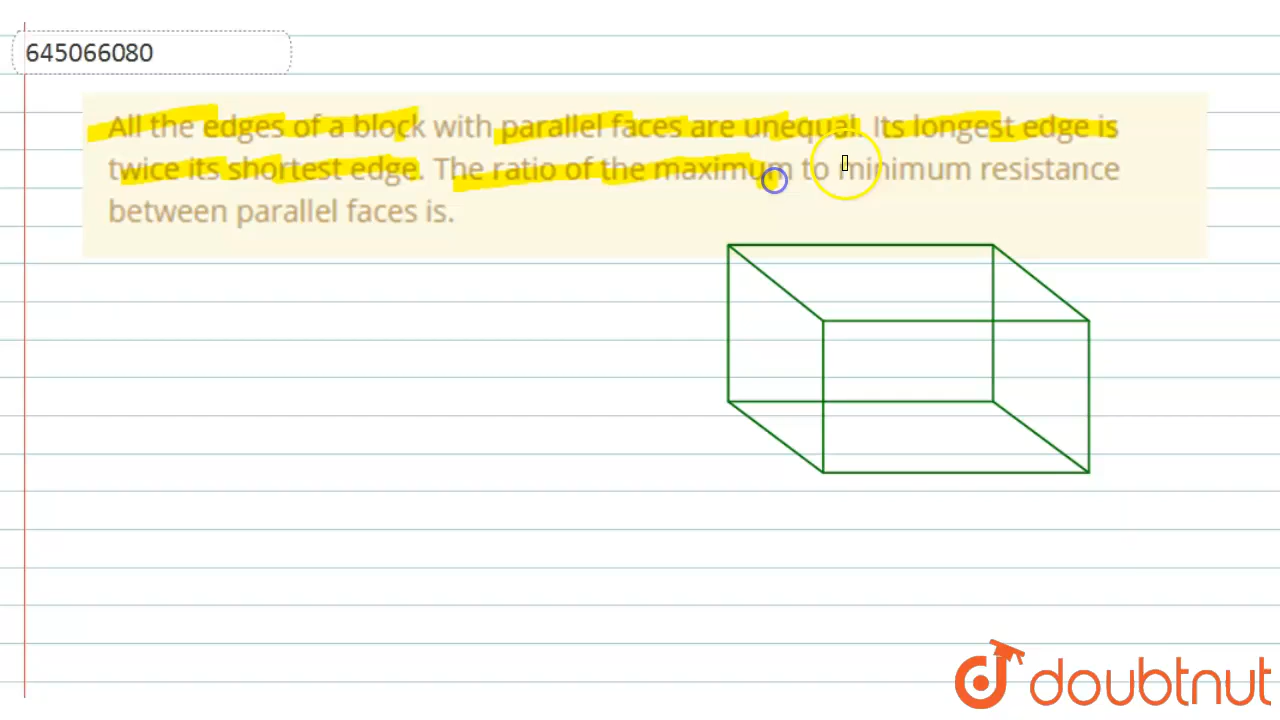 645066080
All the edges of a block with parallel faces are unequal. Its longest edge is
twice its shortest edge. The ratio of the maximum to minimum resistance
between parallel faces is.
doubtnut